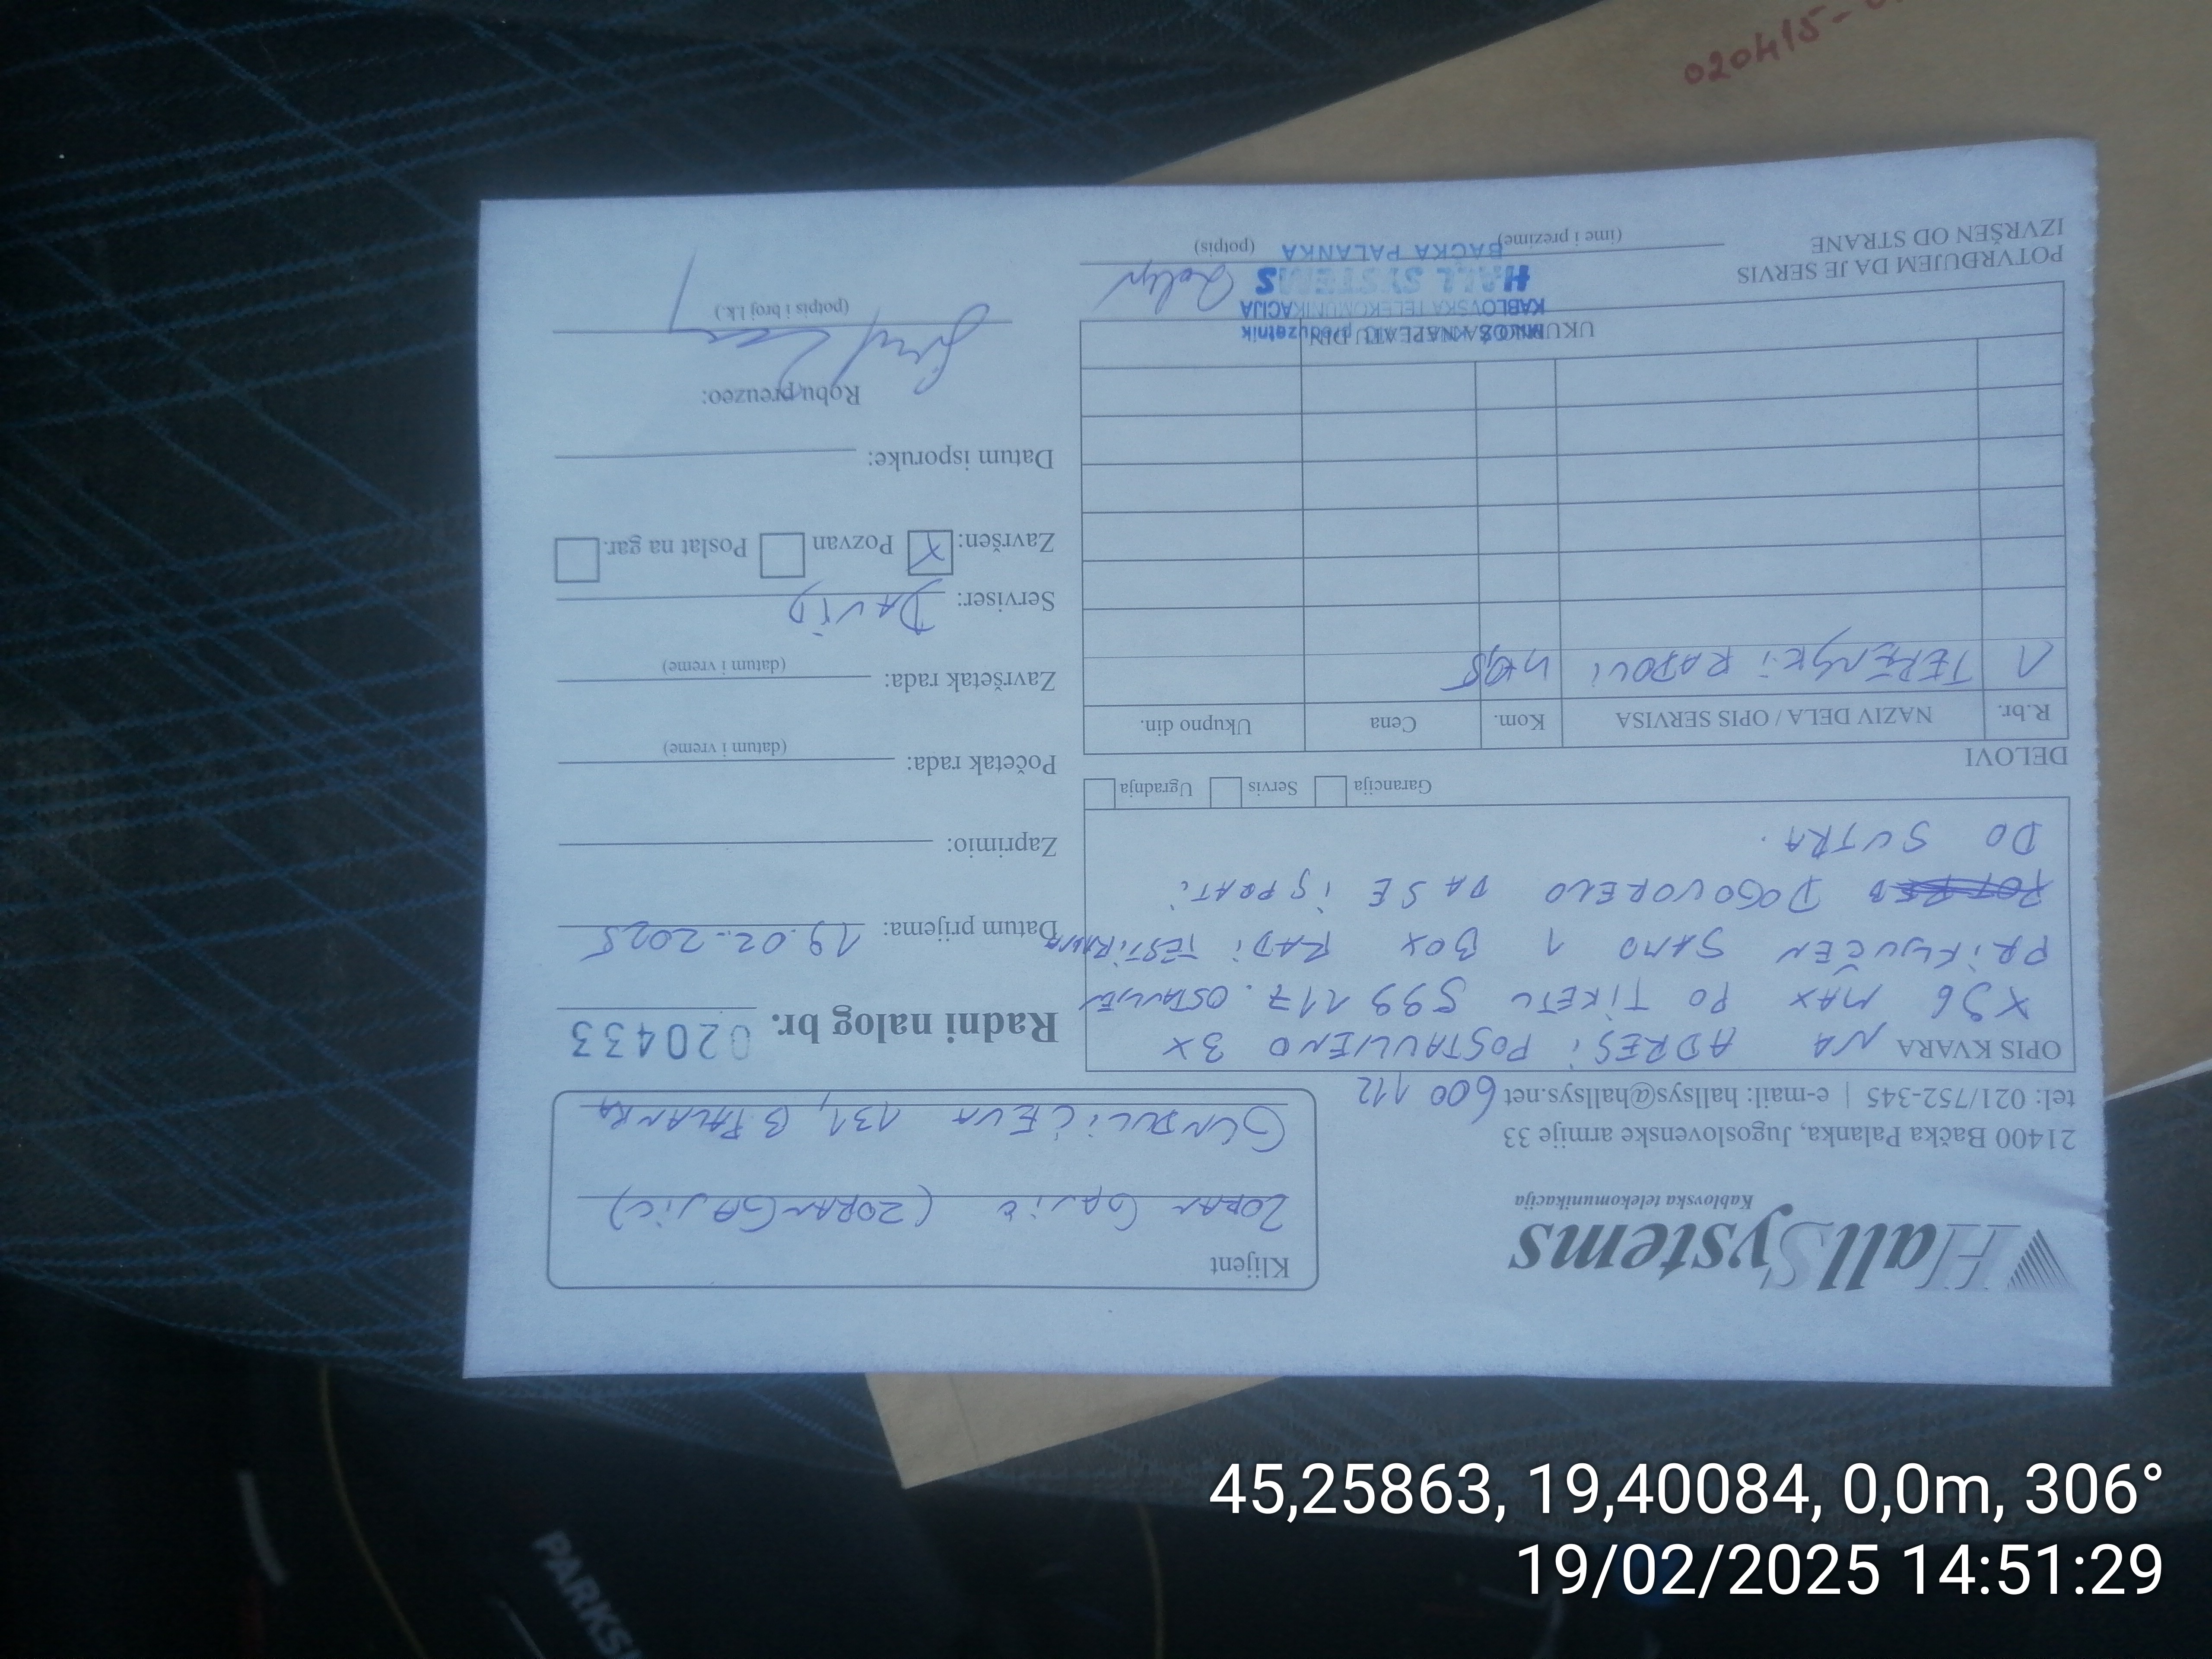 HallSystems
Kablovska telekomunikacija
21400 Bačka Palanka, Jugoslovenske armije 33
tel: 021/752-345 | e-mail: hallsys@hallsys.net 600 112
Klijent
ZORAN GAJIĆ (ZORAN GAJIĆ)
GUNDULIĆEVA 131, B PALANKA
OPIS KVARA NA ADRESI POSTAVLJENO 3X
X96 MAX PO TIKETU 599117. OSTAVLJEN
PRIKLJUČEN SAMO 1 BOX RADI TESTIRANJA
DOGOVORENO DA SE ISPRATI
DO SUTRA.
Garancija Servis Ugradnja
DELOVI
R.br. NAZIV DELA / OPIS SERVISA Kom. Cena Ukupno din.
1 TERENSKI RADOVI
UKUPNO ZA NAPLATU DIN
preduzetnik
KABLOVSKA TELEKOMUNIKACIJA
HALL SYSTEMS
BAČKA PALANKA
POTVRĐUJEM DA JE SERVIS
IZVRŠEN OD STRANE
(ime i prezime) (potpis)
Radni nalog br. 020433
Datum prijema: 19.02.2025
Zaprimio:
Početak rada:
(datum i vreme)
Završetak rada:
(datum i vreme)
Serviser: DAVID
Završen: X Pozvan Poslat na gar.
Datum isporuke:
Robu preuzeo:
(potpis i broj l.k.)
020415-
PARKS
45,25863, 19,40084, 0,0m, 306°
19/02/2025 14:51:29